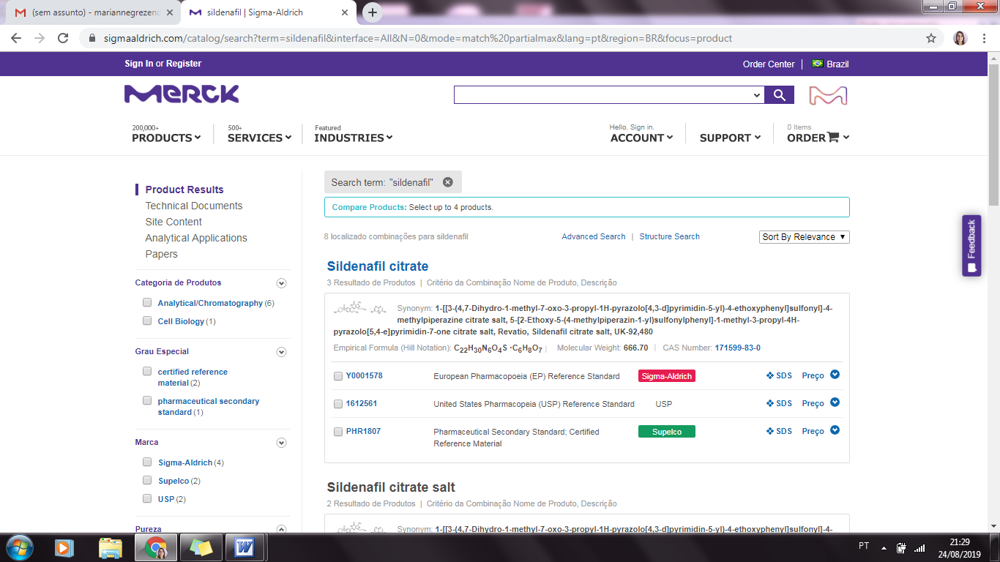 (sem assunto) - mariannegrezenc
sildenafil | Sigma-Aldrich
sigmaaldrich.com/catalog/search?term=sildenafil&interface=All&N=0&mode=match%20partialmax&lang=pt&region=BR&focus=product
Sign In or Register
Order Center | Brazil
MERCK
200,000+
PRODUCTS
500+
SERVICES
Featured
INDUSTRIES
Hello. Sign in.
ACCOUNT
SUPPORT
0 Items
ORDER
Product Results
Technical Documents
Site Content
Analytical Applications
Papers
Categoria de Produtos
Analytical/Chromatography (6)
Cell Biology (1)
Grau Especial
certified reference
material (2)
pharmaceutical secondary
standard (1)
Marca
Sigma-Aldrich (4)
Supelco (2)
USP (2)
Pureza
Search term: "sildenafil"
Compare Products: Select up to 4 products.
8 localizado combinações para sildenafil
Advanced Search | Structure Search
Sort By Relevance
Sildenafil citrate
3 Resultado de Produtos | Critério da Combinação Nome de Produto, Descrição
Synonym: 1-[[3-(4,7-Dihydro-1-methyl-7-oxo-3-propyl-1H-pyrazolo[4,3-d]pyrimidin-5-yl)-4-ethoxyphenyl]sulfonyl]-4-
methylpiperazine citrate salt, 5-[2-Ethoxy-5-(4-methylpiperazin-1-yl)sulfonylphenyl]-1-methyl-3-propyl-4H-
pyrazolo[5,4-e]pyrimidin-7-one citrate salt, Revatio, Sildenafil citrate salt, UK-92,480
Empirical Formula (Hill Notation): C22H30N6O4S ·C6H8O7 | Molecular Weight: 666.70 | CAS Number: 171599-83-0
Y0001578 European Pharmacopoeia (EP) Reference Standard Sigma-Aldrich SDS Preço
1612561 United States Pharmacopeia (USP) Reference Standard USP SDS Preço
PHR1807 Pharmaceutical Secondary Standard; Certified Supelco SDS Preço
Reference Material
Sildenafil citrate salt
2 Resultado de Produtos | Critério da Combinação Nome de Produto, Descrição
Synonym: 1-[[3-(4,7-Dihydro-1-methyl-7-oxo-3-propyl-1H-pyrazolo[4,3-d]pyrimidin-5-yl)-4-ethoxyphenyl]sulfonyl]-4-
Feedback
PT
21:29
24/08/2019